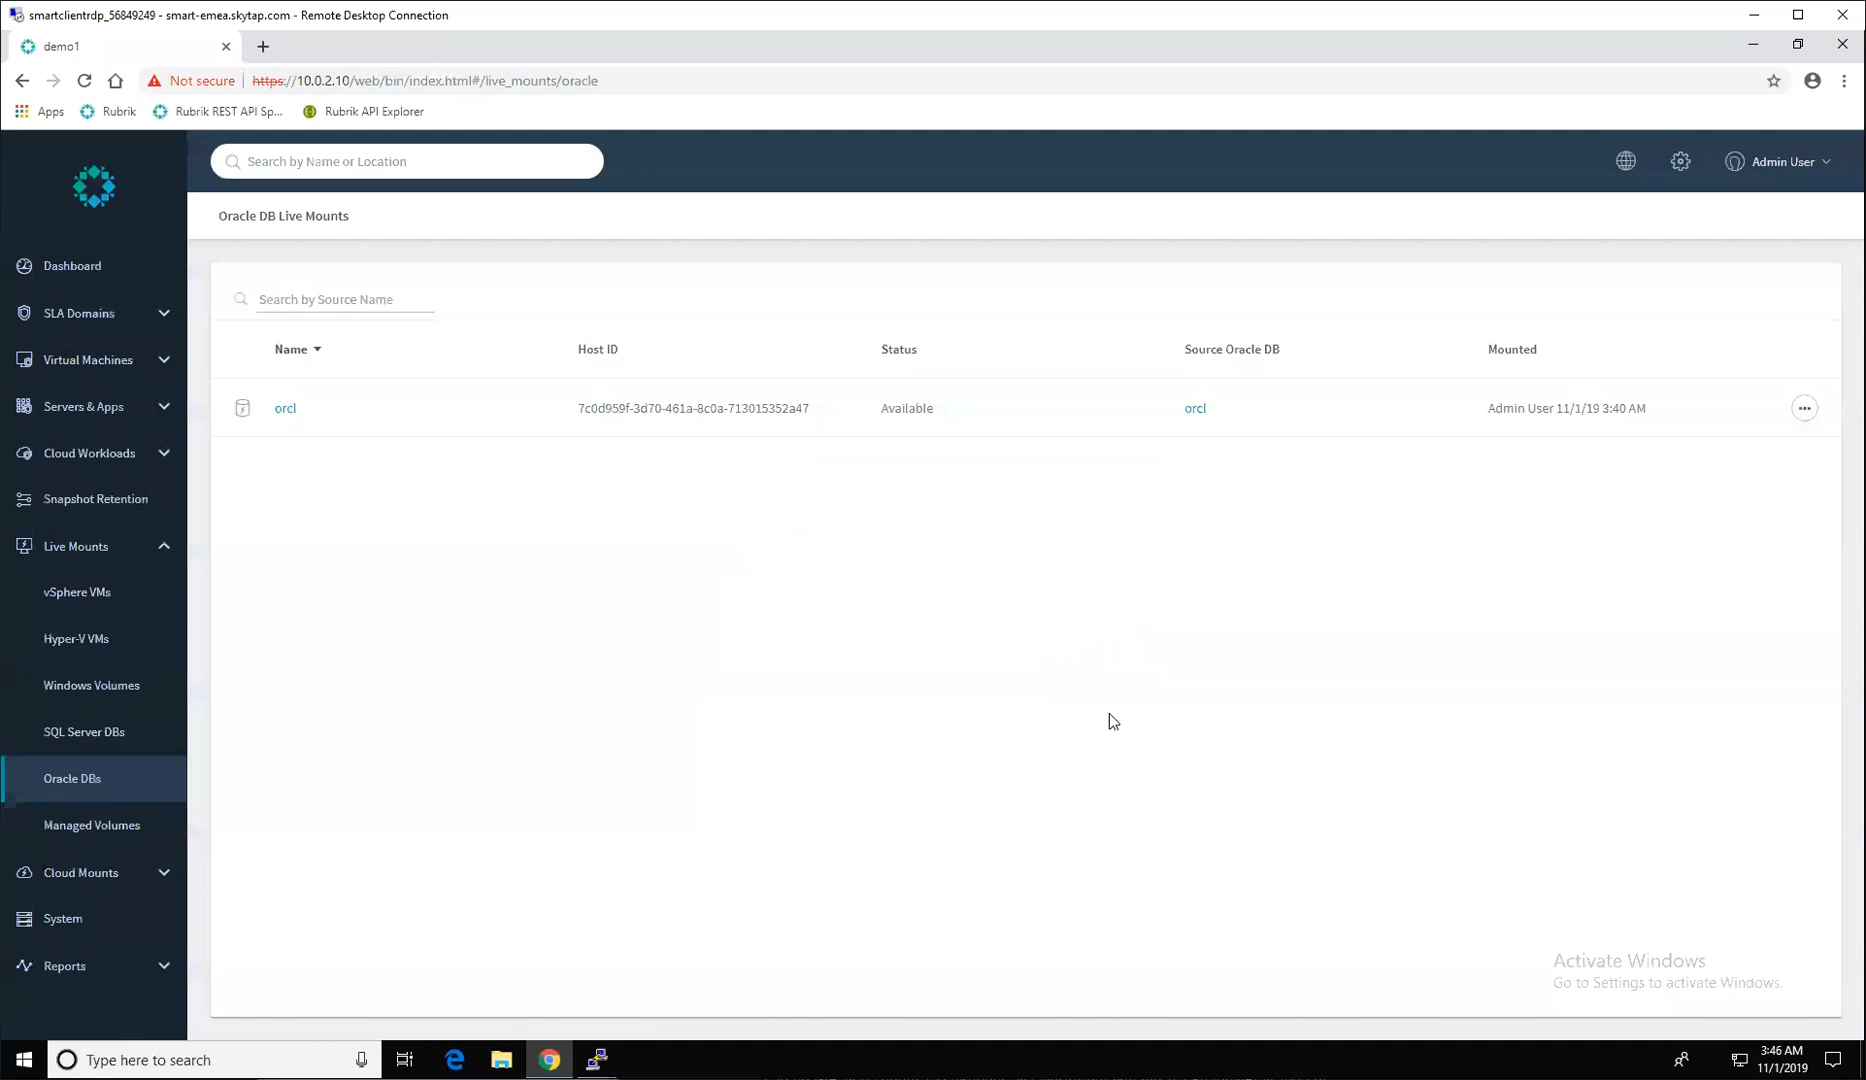 smartclientrdp_56849249 - smart-emea.skytap.com - Remote Desktop Connection
demo1
Not secure https://10.0.2.10/web/bin/index.html#/live_mounts/oracle
Apps Rubrik Rubrik REST API Sp... Rubrik API Explorer
Search by Name or Location
Admin User
Oracle DB Live Mounts
Dashboard
SLA Domains
Virtual Machines
Servers & Apps
Cloud Workloads
Snapshot Retention
Live Mounts
vSphere VMs
Hyper-V VMs
Windows Volumes
SQL Server DBs
Oracle DBs
Managed Volumes
Cloud Mounts
System
Reports
Search by Source Name
Name Host ID Status Source Oracle DB Mounted
orcl 7c0d959f-3d70-461a-8c0a-713015352a47 Available orcl Admin User 11/1/19 3:40 AM
Activate Windows
Go to Settings to activate Windows.
Type here to search
3:46 AM
11/1/2019